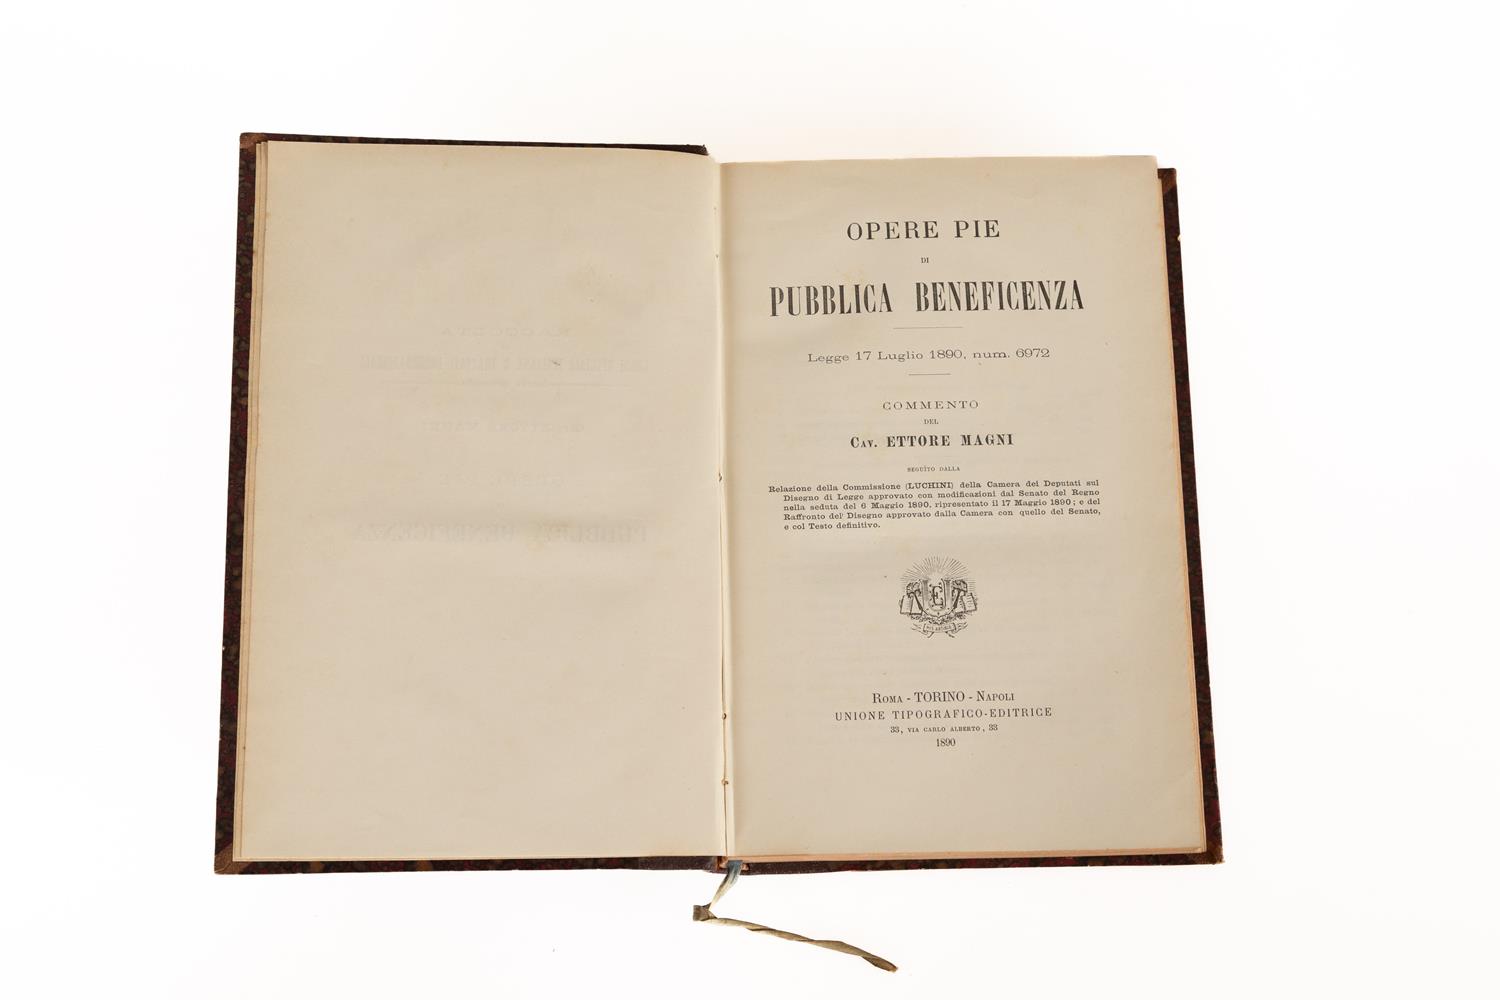 OPERE PIE
DI
PUBBLICA BENEFICENZA
Legge 17 Luglio 1890, num. 6972
COMMENTO
DEL
CAV. ETTORE MAGNI
SEGUÌTO DALLA
Relazione della Commissione (LUCHINI) della Camera dei Deputati sul
Disegno di Legge approvato con modificazioni dal Senato del Regno
nella seduta del 6 Maggio 1890, ripresentato il 17 Maggio 1890; e del
Raffronto del Disegno approvato dalla Camera con quello del Senato,
e col Testo definitivo.
ROMA - TORINO - NAPOLI
UNIONE TIPOGRAFICO-EDITRICE
33, VIA CARLO ALBERTO, 33
1890